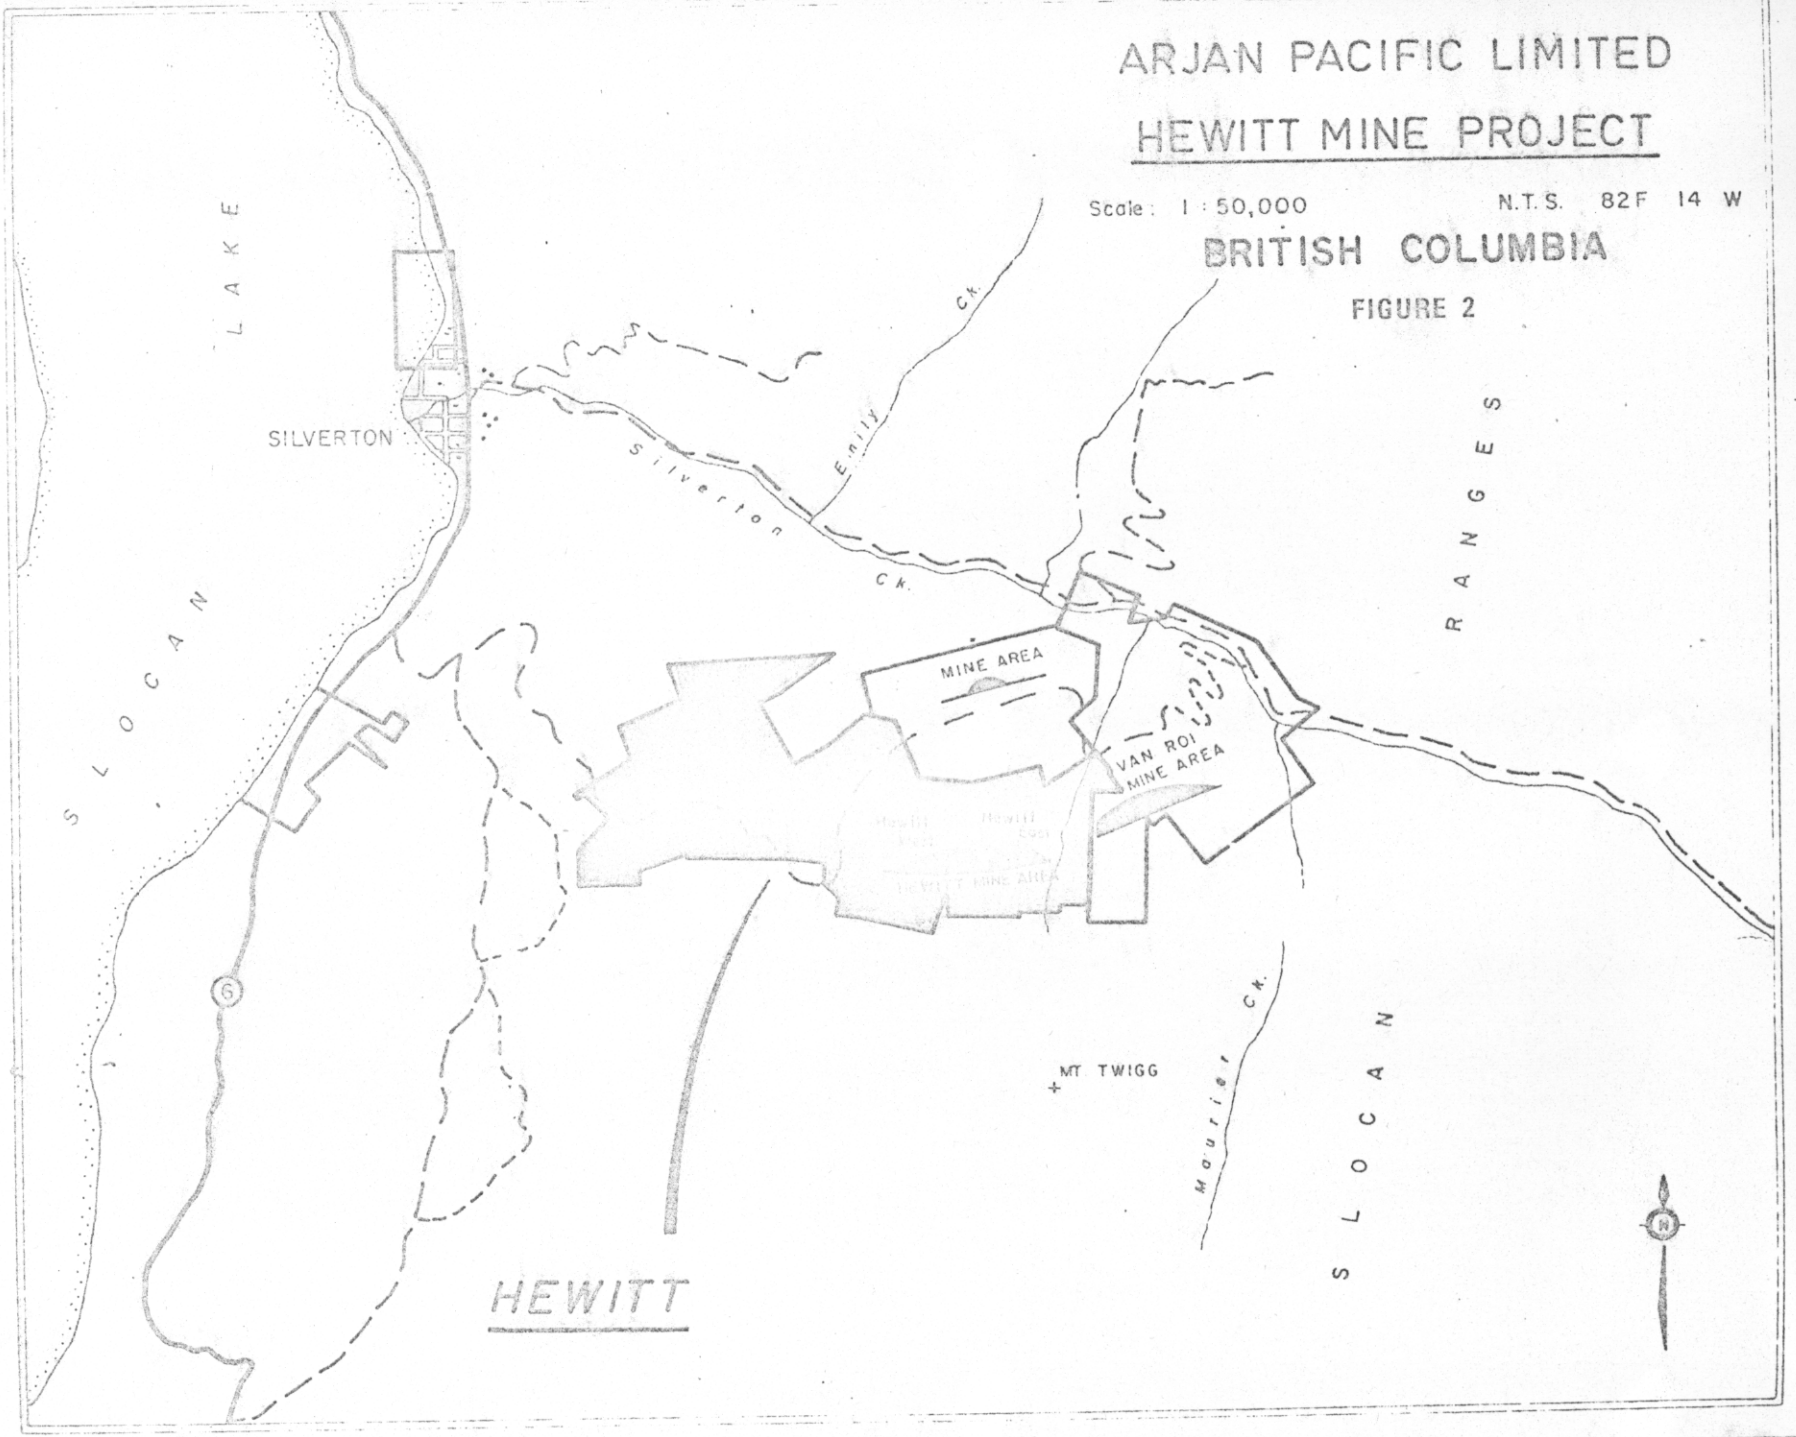 ARJAN PACIFIC LIMITED
HEWITT MINE PROJECT
Scale: 1 : 50,000
N.T.S. 82F 14 W
BRITISH COLUMBIA
FIGURE 2
SLOCAN LAKE
SILVERTON
Emily Ck.
Silverton Ck.
SLOCAN RANGES
MINE AREA
VAN ROI
MINE AREA
Hewitt
Hewitt
East
HEWITT MINE AREA
6
MT. TWIGG
Maurier Ck.
HEWITT
N